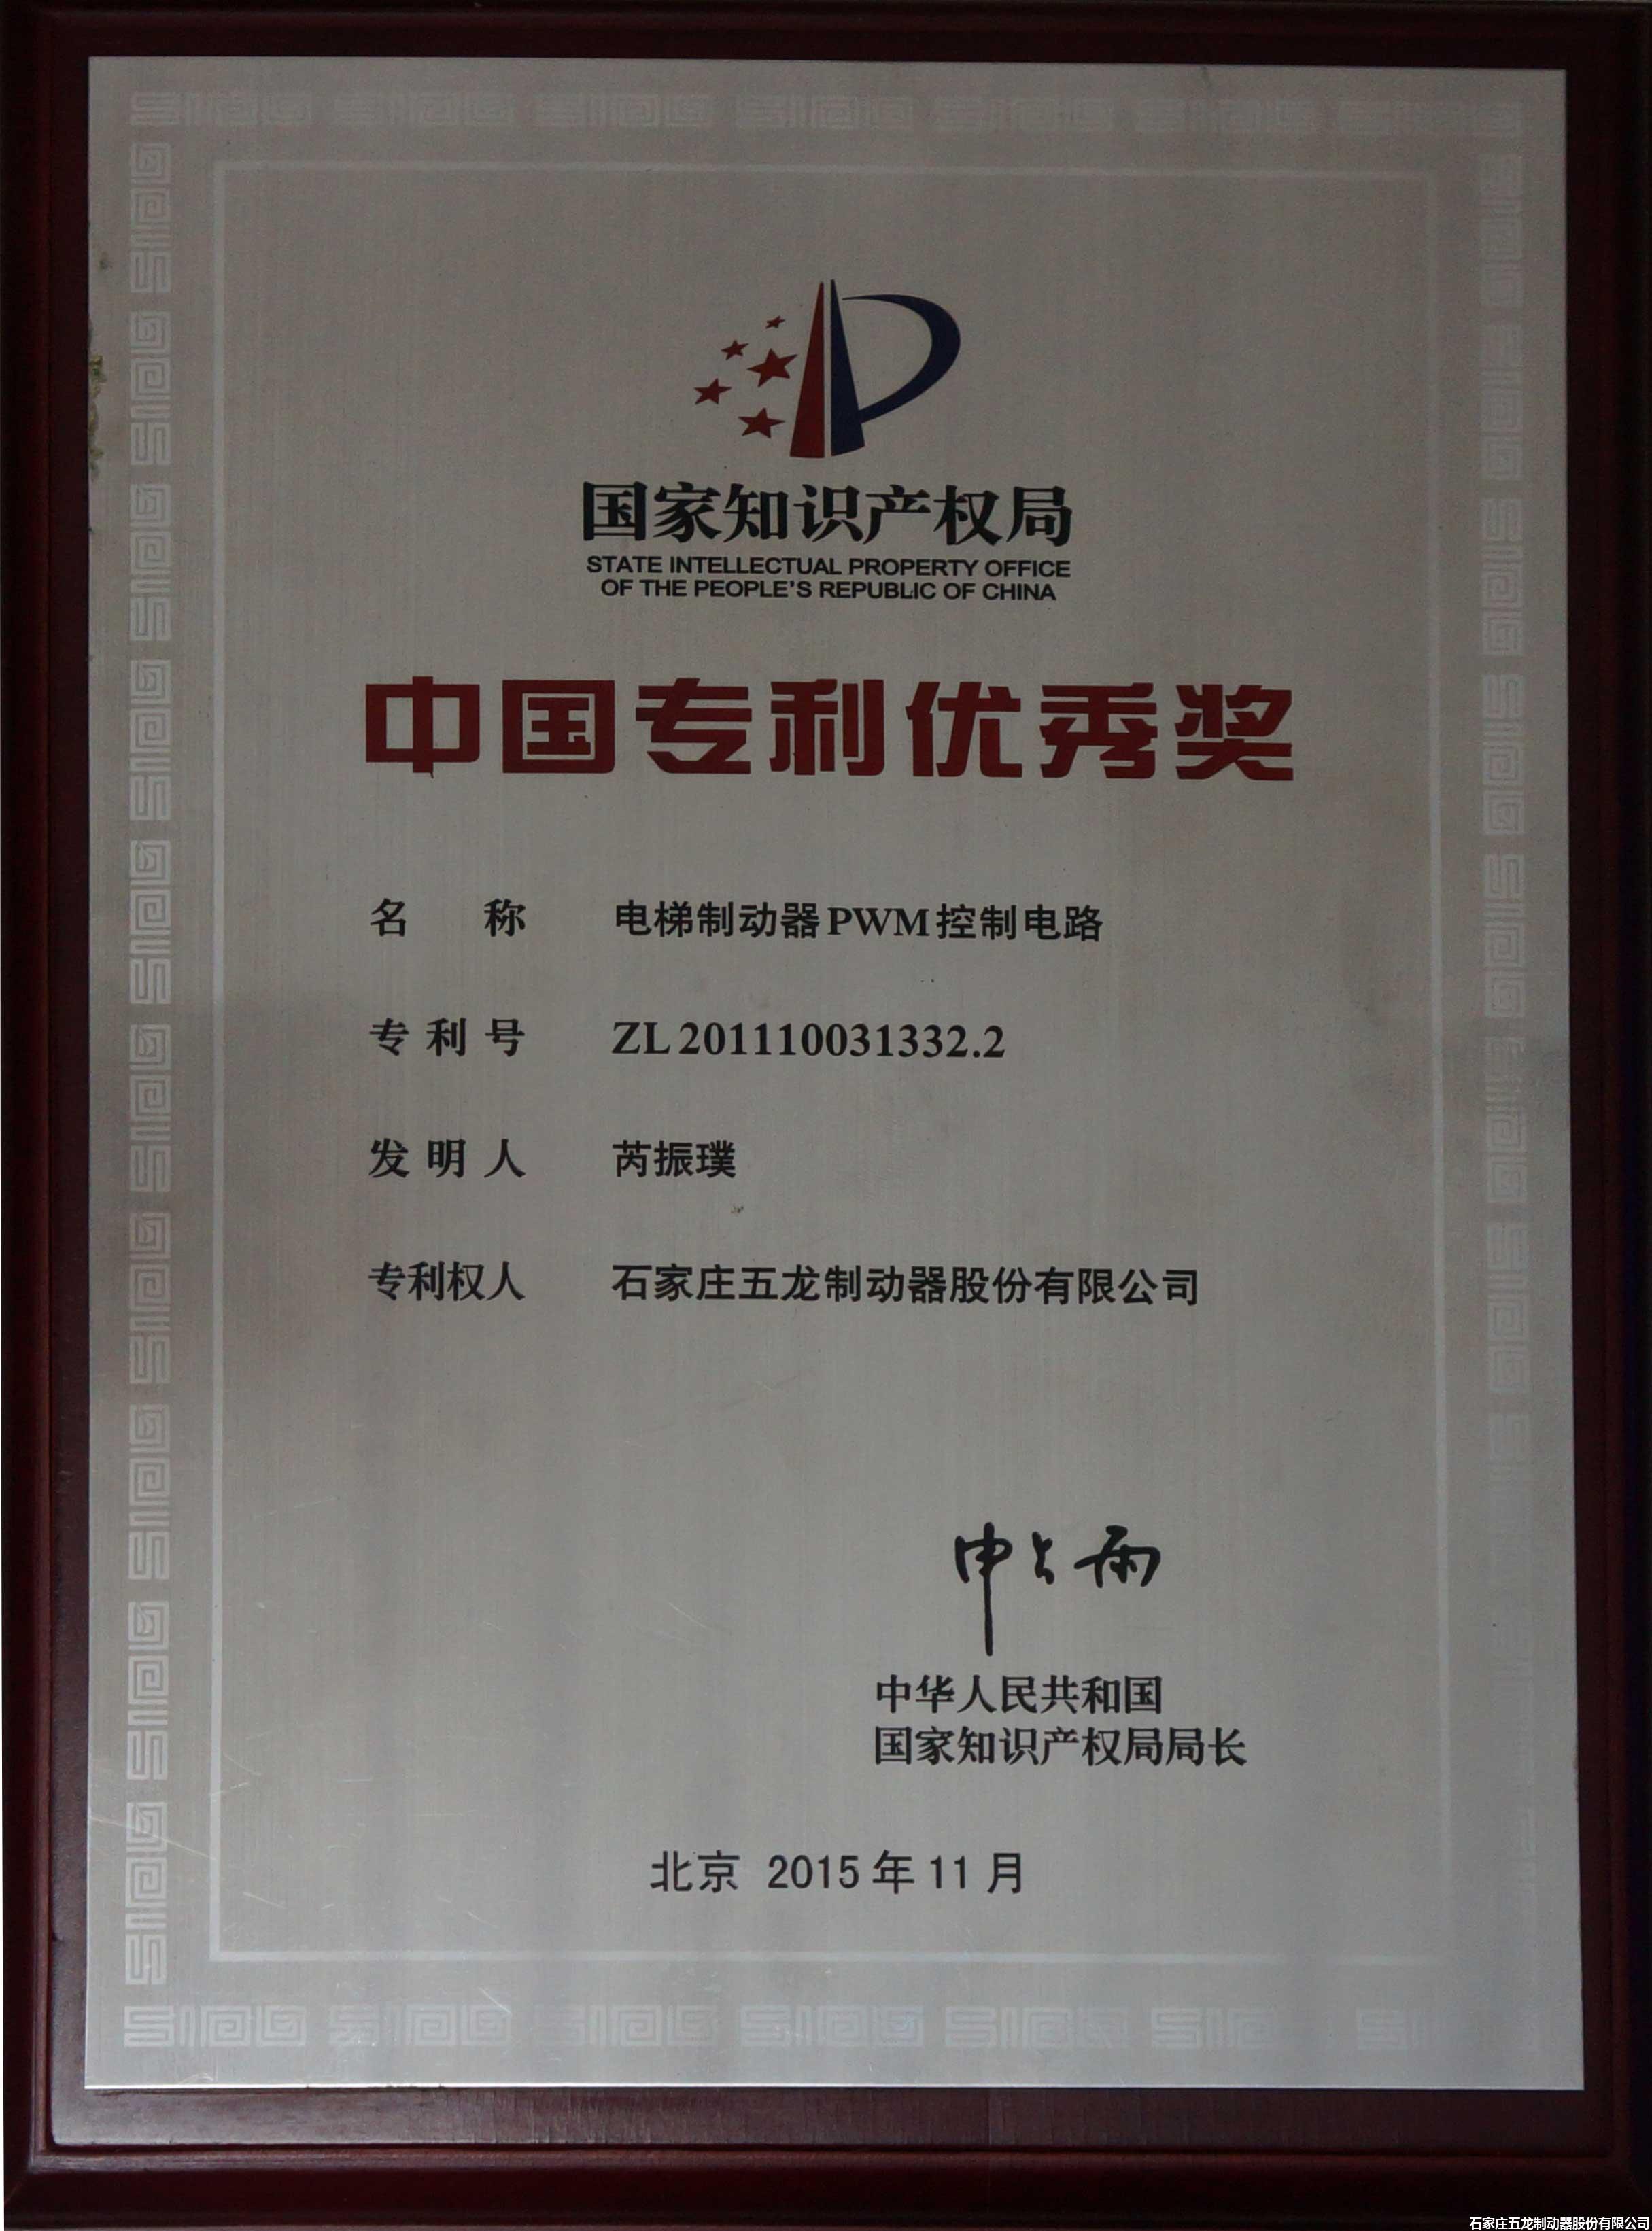 国家知识产权局
STATE INTELLECTUAL PROPERTY OFFICE
OF THE PEOPLE'S REPUBLIC OF CHINA
中国专利优秀奖
名称 电梯制动器PWM控制电路
专利号 ZL 201110031332.2
发明人 芮振璞
专利权人 石家庄五龙制动器股份有限公司
申长雨
中华人民共和国
国家知识产权局局长
北京 2015年11月
石家庄五龙制动器股份有限公司